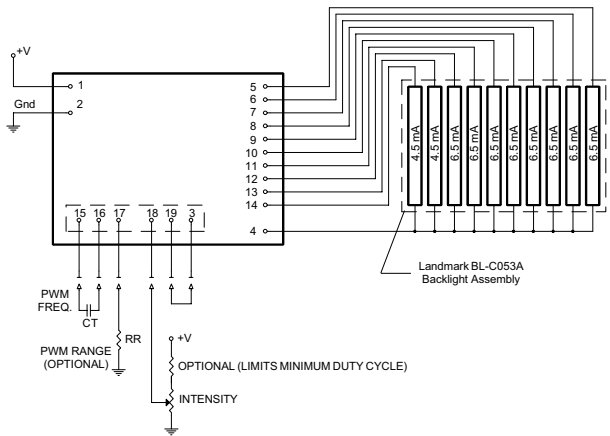 +V
1
Gnd
2
5
6
7
8
9
10
11
12
13
14
4
15 16 17 18 19 3
4.5 mA
4.5 mA
6.5 mA
6.5 mA
6.5 mA
6.5 mA
6.5 mA
6.5 mA
6.5 mA
6.5 mA
Landmark BL-C053A
Backlight Assembly
PWM
FREQ.
CT
RR
PWM RANGE
(OPTIONAL)
+V
OPTIONAL (LIMITS MINIMUM DUTY CYCLE)
INTENSITY